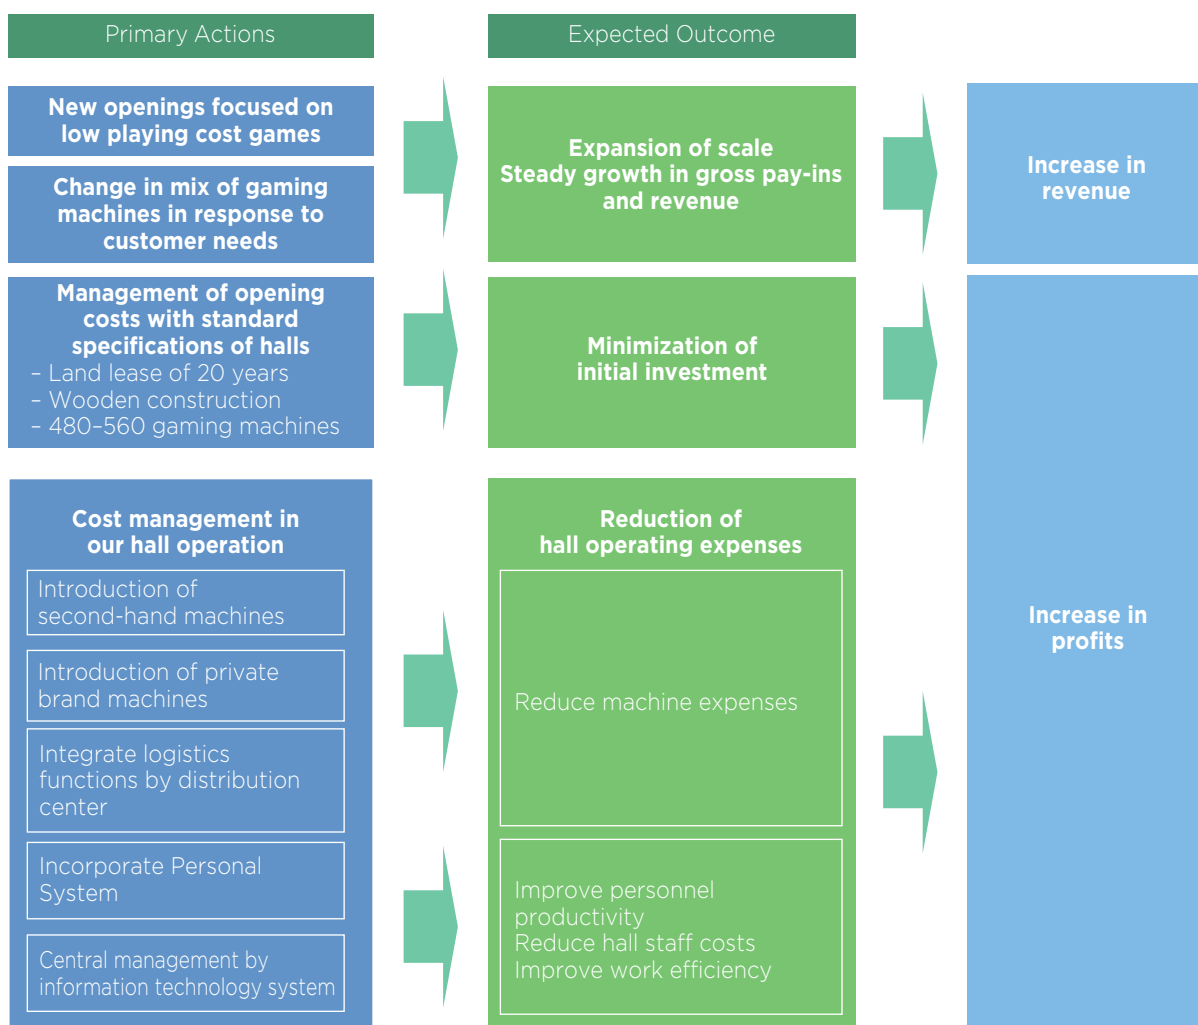 Primary Actions
Expected Outcome
New openings focused on
low playing cost games
Change in mix of gaming
machines in response to
customer needs
Expansion of scale
Steady growth in gross pay-ins
and revenue
Increase in
revenue
Management of opening
costs with standard
specifications of halls
– Land lease of 20 years
– Wooden construction
– 480–560 gaming machines
Minimization of
initial investment
Cost management in
our hall operation
Introduction of
second-hand machines
Introduction of private
brand machines
Integrate logistics
functions by distribution
center
Incorporate Personal
System
Central management by
information technology system
Reduction of
hall operating expenses
Reduce machine expenses
Improve personnel
productivity
Reduce hall staff costs
Improve work efficiency
Increase in
profits